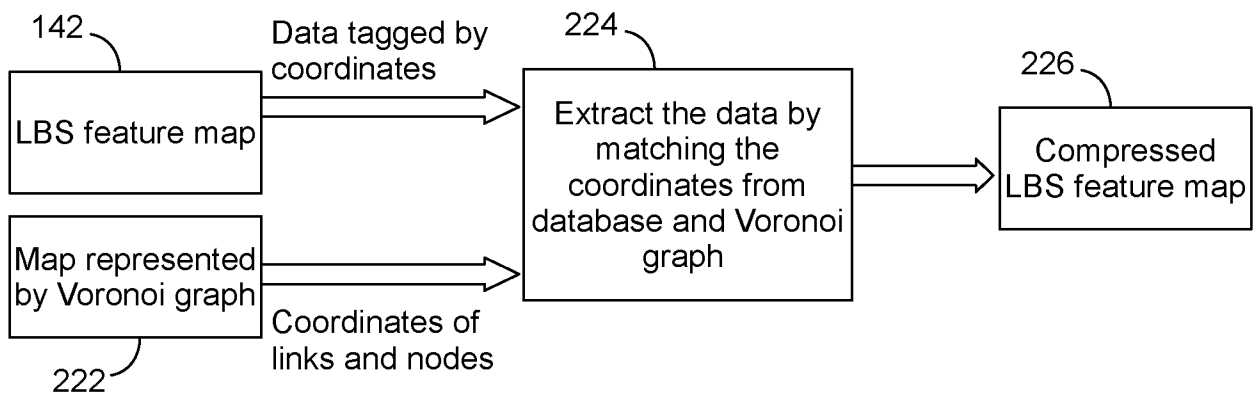 142
Data tagged by
coordinates
LBS feature map
Map represented
by Voronoi graph
222
Coordinates of
links and nodes
224
Extract the data by
matching the
coordinates from
database and Voronoi
graph
226
Compressed
LBS feature map